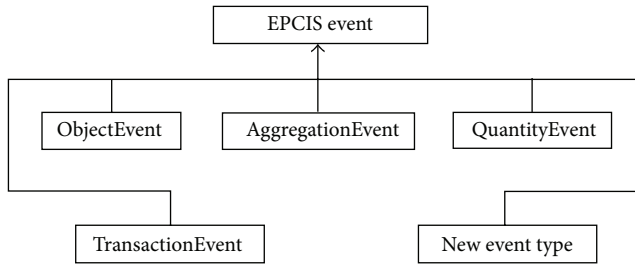 EPCIS event
ObjectEvent
AggregationEvent
QuantityEvent
TransactionEvent
New event type